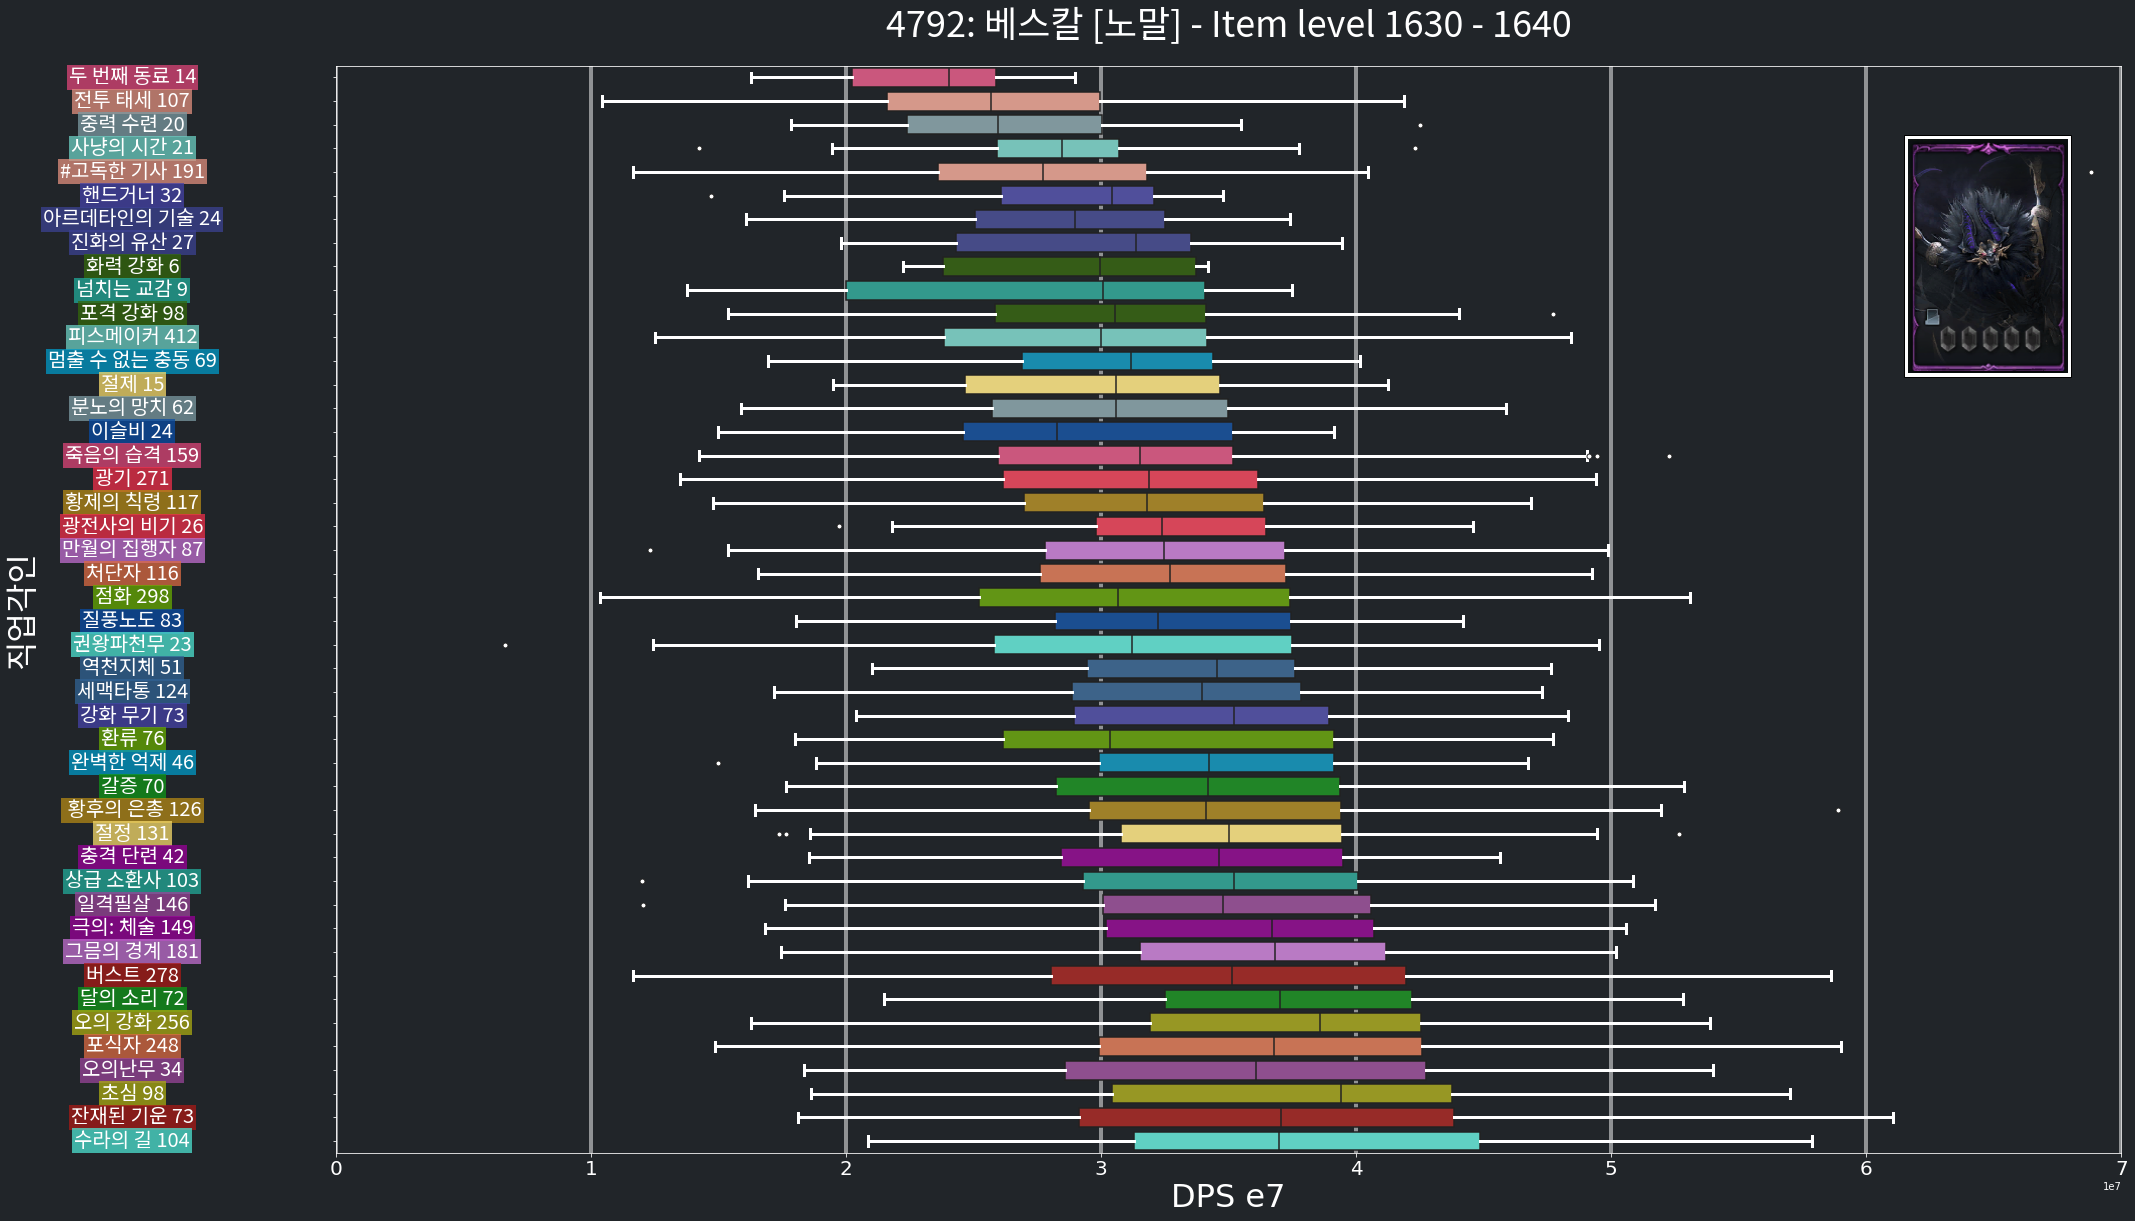 4792: 베스칼 [노말] - Item level 1630 - 1640
두 번째 동료 14
전투 태세 107
중력 수련 20
사냥의 시간 21
#고독한 기사 191
핸드거너 32
아르데타인의 기술 24
진화의 유산 27
화력 강화 6
넘치는 교감 9
포격 강화 98
피스메이커 412
멈출 수 없는 충동 69
절제 15
분노의 망치 62
이슬비 24
죽음의 습격 159
광기 271
황제의 칙령 117
광전사의 비기 26
만월의 집행자 87
처단자 116
점화 298
질풍노도 83
권왕파천무 23
역천지체 51
세맥타통 124
강화 무기 73
환류 76
완벽한 억제 46
갈증 70
황후의 은총 126
절정 131
충격 단련 42
상급 소환사 103
일격필살 146
극의: 체술 149
그믐의 경계 181
버스트 278
달의 소리 72
오의 강화 256
포식자 248
오의난무 34
초심 98
잔재된 기운 73
수라의 길 104
직업각인
0 1 2 3 4 5 6 7
1e7
DPS e7